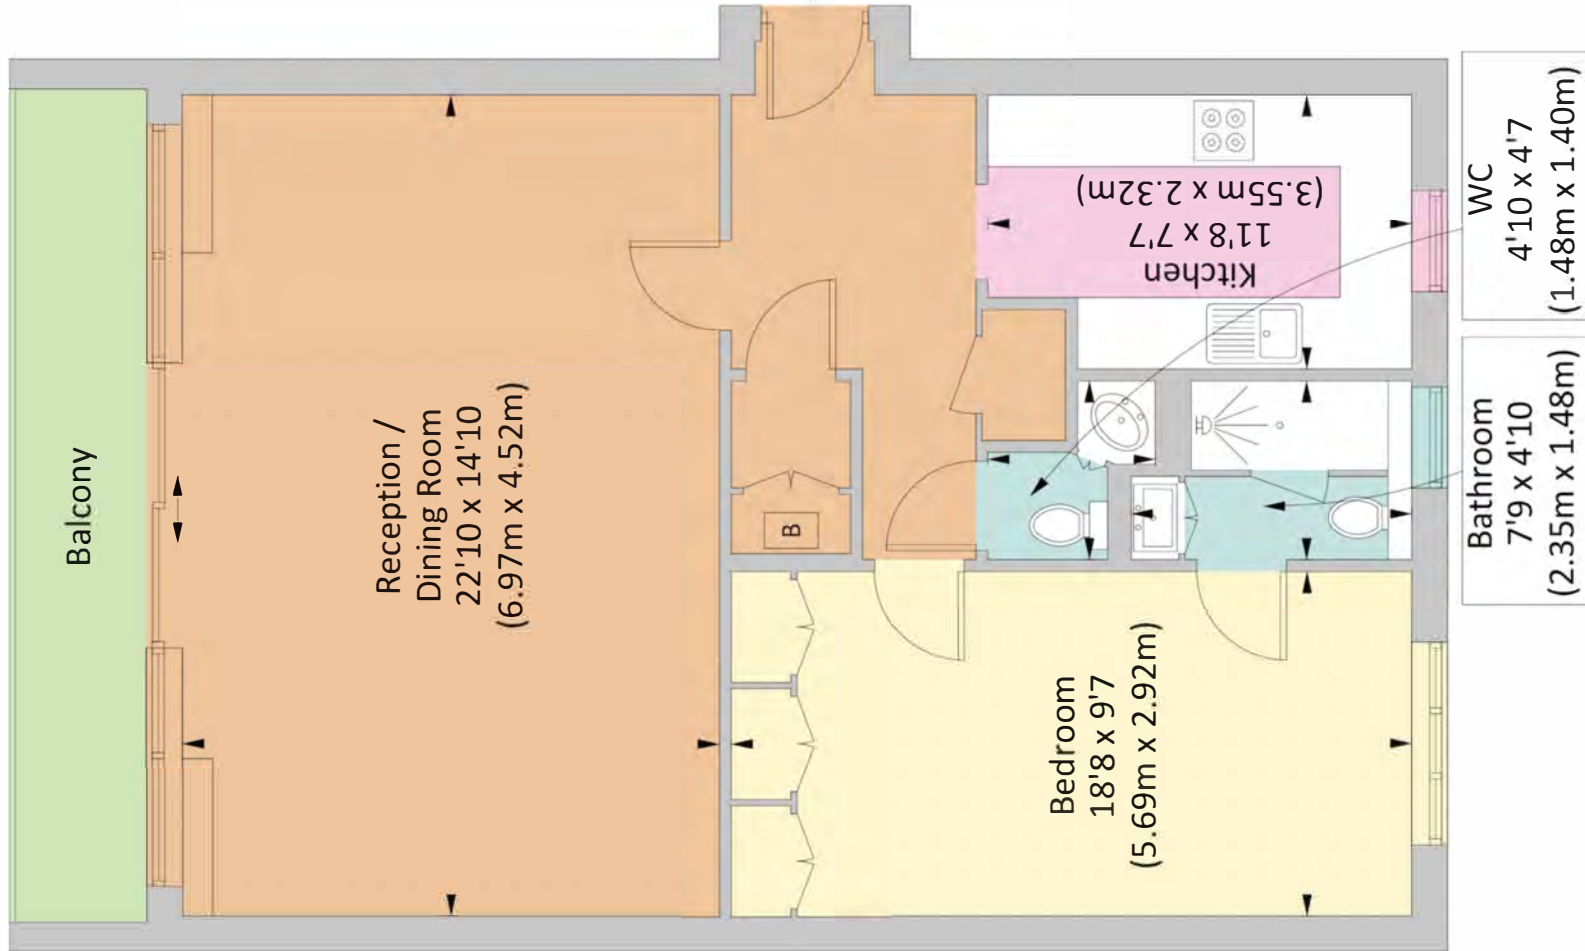 Balcony
Reception /
Dining Room
22'10 x 14'10
(6.97m x 4.52m)
B
Kitchen
11'8 x 7'7
(3.55m x 2.32m)
WC
4'10 x 4'7
(1.48m x 1.40m)
Bathroom
7'9 x 4'10
(2.35m x 1.48m)
Bedroom
18'8 x 9'7
(5.69m x 2.92m)